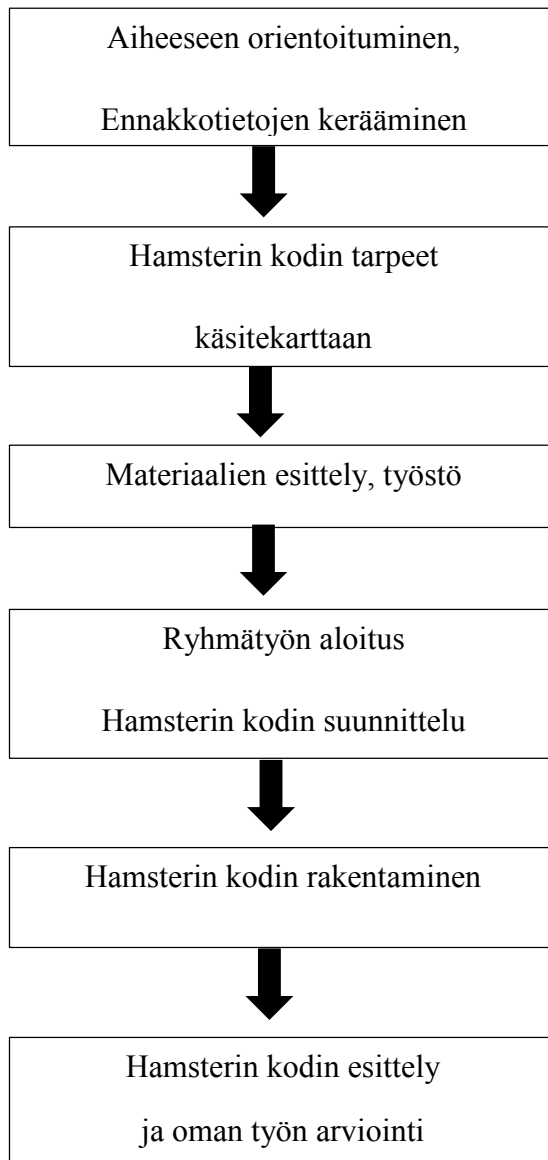 Aiheeseen orientoituminen,
Ennakkotietojen kerääminen
Hamsterin kodin tarpeet
käsitekarttaan
Materiaalien esittely, työstö
Ryhmätyön aloitus
Hamsterin kodin suunnittelu
Hamsterin kodin rakentaminen
Hamsterin kodin esittely
ja oman työn arviointi